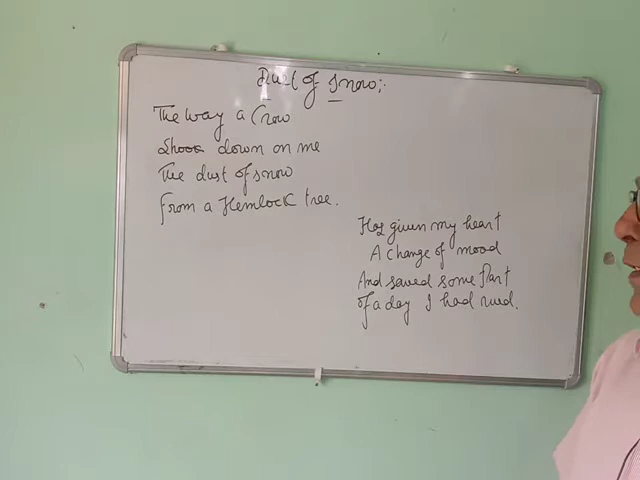 Dust of Snow;
The way a Crow
Shook down on me
The dust of snow
From a Hemlock tree.
Has given my heart
A change of mood
And saved some Part
Of a day I had rued.